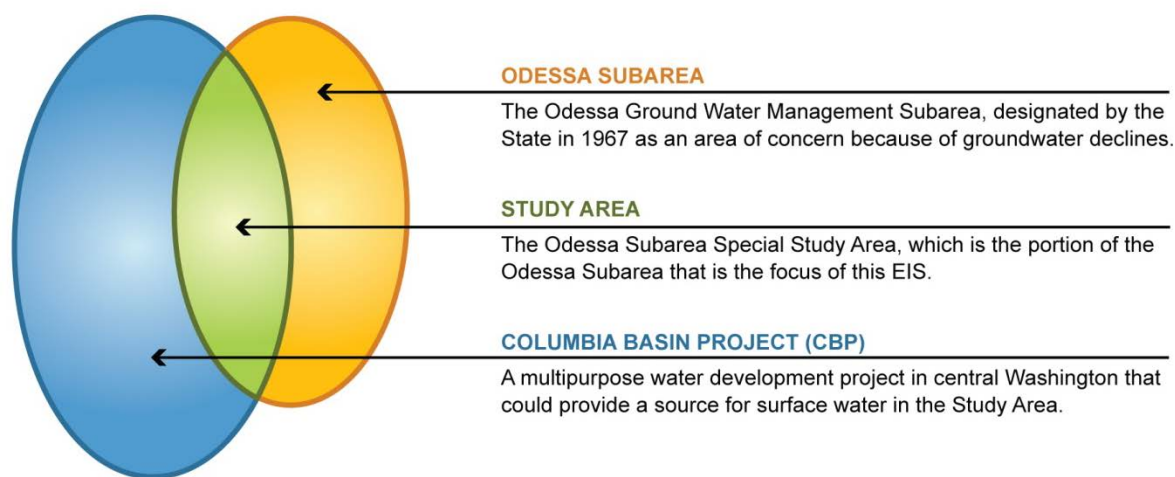 ODESSA SUBAREA
The Odessa Ground Water Management Subarea, designated by the
State in 1967 as an area of concern because of groundwater declines.
STUDY AREA
The Odessa Subarea Special Study Area, which is the portion of the
Odessa Subarea that is the focus of this EIS.
COLUMBIA BASIN PROJECT (CBP)
A multipurpose water development project in central Washington that
could provide a source for surface water in the Study Area.